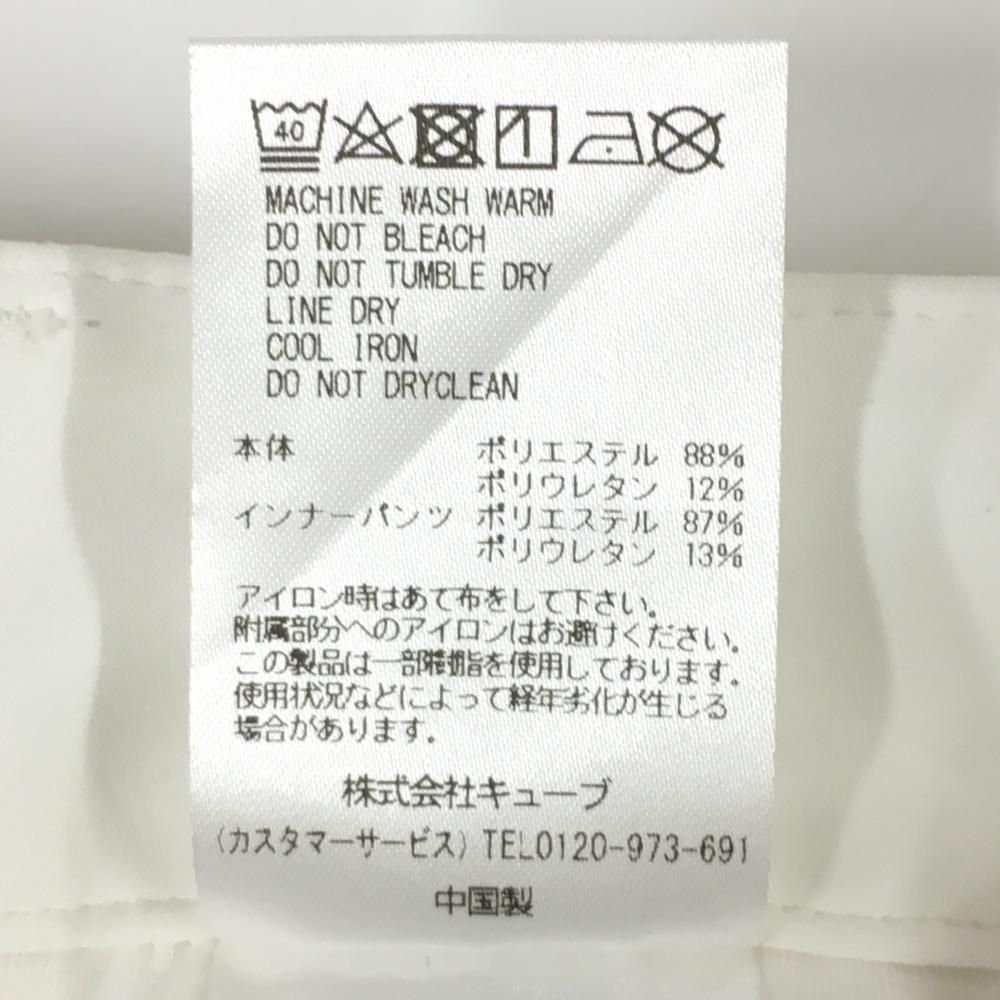 40
MACHINE WASH WARM
DO NOT BLEACH
DO NOT TUMBLE DRY
LINE DRY
COOL IRON
DO NOT DRYCLEAN
本体 ポリエステル 88%
ポリウレタン 12%
インナーパンツ ポリエステル 87%
ポリウレタン 13%
アイロン時はあて布をして下さい。
附属部分へのアイロンはお避けください。
この製品は一部樹脂を使用しております。
使用状況などによって経年劣化が生じる
場合があります。
株式会社キューブ
(カスタマーサービス) TEL0120-973-691
中国製